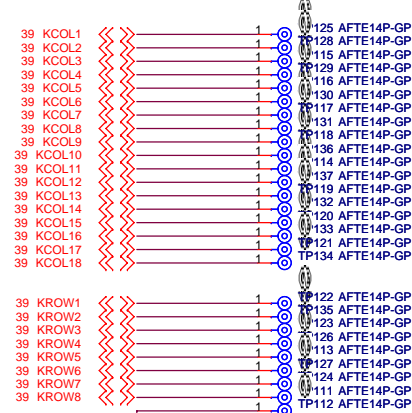 39 KCOL1 1 TP125 AFTE14P-GP
39 KCOL2 1 TP128 AFTE14P-GP
39 KCOL3 1 TP115 AFTE14P-GP
39 KCOL4 1 TP129 AFTE14P-GP
39 KCOL5 1 TP116 AFTE14P-GP
39 KCOL6 1 TP130 AFTE14P-GP
39 KCOL7 1 TP117 AFTE14P-GP
39 KCOL8 1 TP131 AFTE14P-GP
39 KCOL9 1 TP118 AFTE14P-GP
39 KCOL10 1 TP136 AFTE14P-GP
39 KCOL11 1 TP114 AFTE14P-GP
39 KCOL12 1 TP137 AFTE14P-GP
39 KCOL13 1 TP119 AFTE14P-GP
39 KCOL14 1 TP132 AFTE14P-GP
39 KCOL15 1 TP120 AFTE14P-GP
39 KCOL16 1 TP133 AFTE14P-GP
39 KCOL17 1 TP121 AFTE14P-GP
39 KCOL18 1 TP134 AFTE14P-GP
39 KROW1 1 TP122 AFTE14P-GP
39 KROW2 1 TP135 AFTE14P-GP
39 KROW3 1 TP123 AFTE14P-GP
39 KROW4 1 TP126 AFTE14P-GP
39 KROW5 1 TP113 AFTE14P-GP
39 KROW6 1 TP127 AFTE14P-GP
39 KROW7 1 TP124 AFTE14P-GP
39 KROW8 1 TP111 AFTE14P-GP
1 TP112 AFTE14P-GP